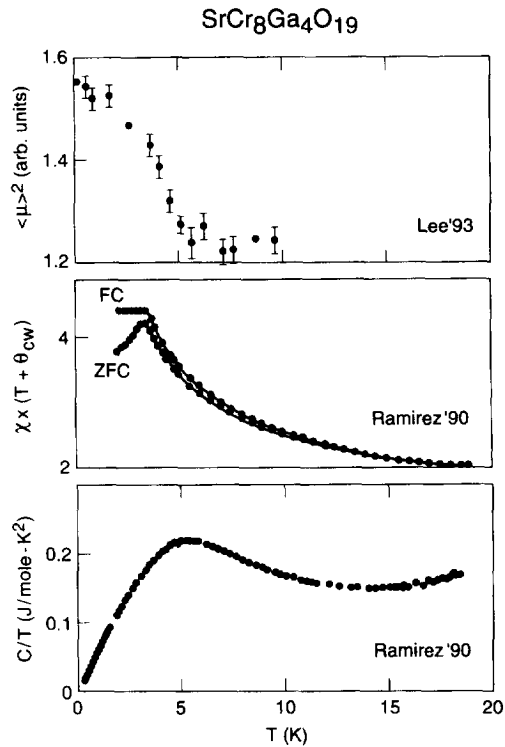 SrCr8Ga4O19
<μ>² (arb. units)
1.6
1.4
1.2
Lee'93
χ x (T + θCW)
4
2
FC
ZFC
Ramirez '90
C/T (J/mole-K²)
0.2
0.1
0
Ramirez '90
0 5 10 15 20
T (K)